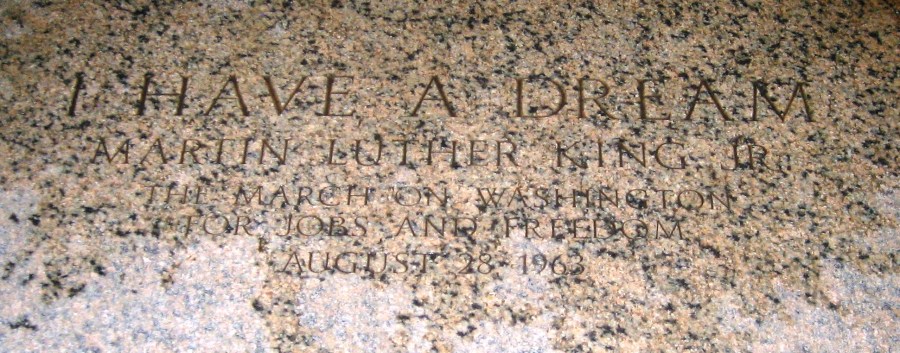 I HAVE A DREAM
MARTIN LUTHER KING JR.
THE MARCH ON WASHINGTON
FOR JOBS AND FREEDOM
AUGUST 28 1963